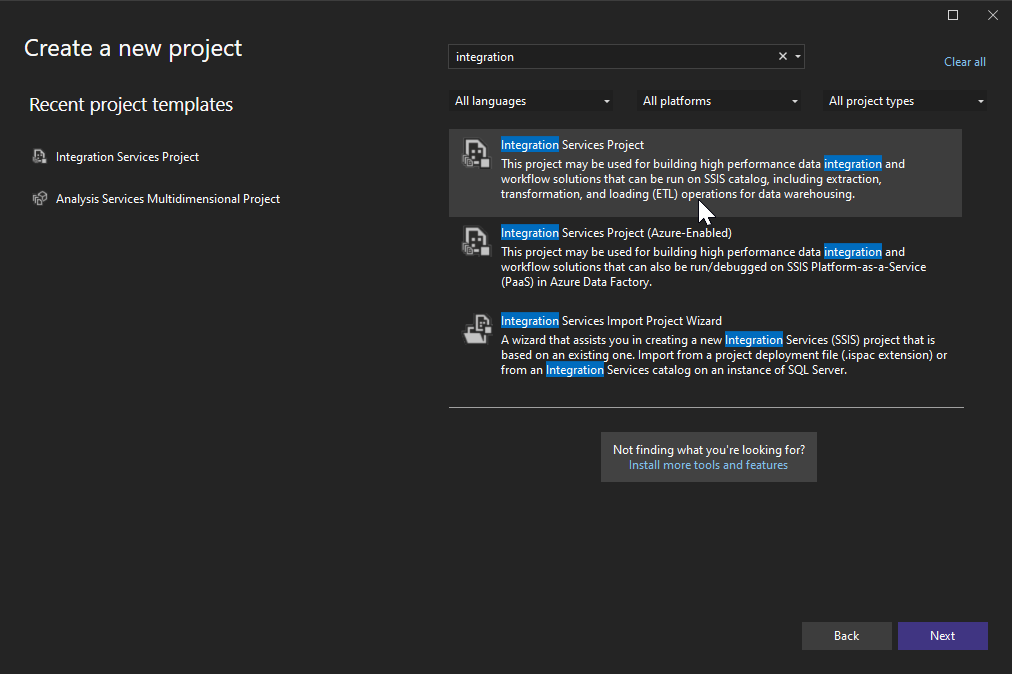 Create a new project
integration
Clear all
Recent project templates
All languages
All platforms
All project types
Integration Services Project
Analysis Services Multidimensional Project
Integration Services Project
This project may be used for building high performance data integration and
workflow solutions that can be run on SSIS catalog, including extraction,
transformation, and loading (ETL) operations for data warehousing.
Integration Services Project (Azure-Enabled)
This project may be used for building high performance data integration and
workflow solutions that can also be run/debugged on SSIS Platform-as-a-Service
(PaaS) in Azure Data Factory.
Integration Services Import Project Wizard
A wizard that assists you in creating a new Integration Services (SSIS) project that is
based on an existing one. Import from a project deployment file (.ispac extension) or
from an Integration Services catalog on an instance of SQL Server.
Not finding what you're looking for?
Install more tools and features
Back
Next